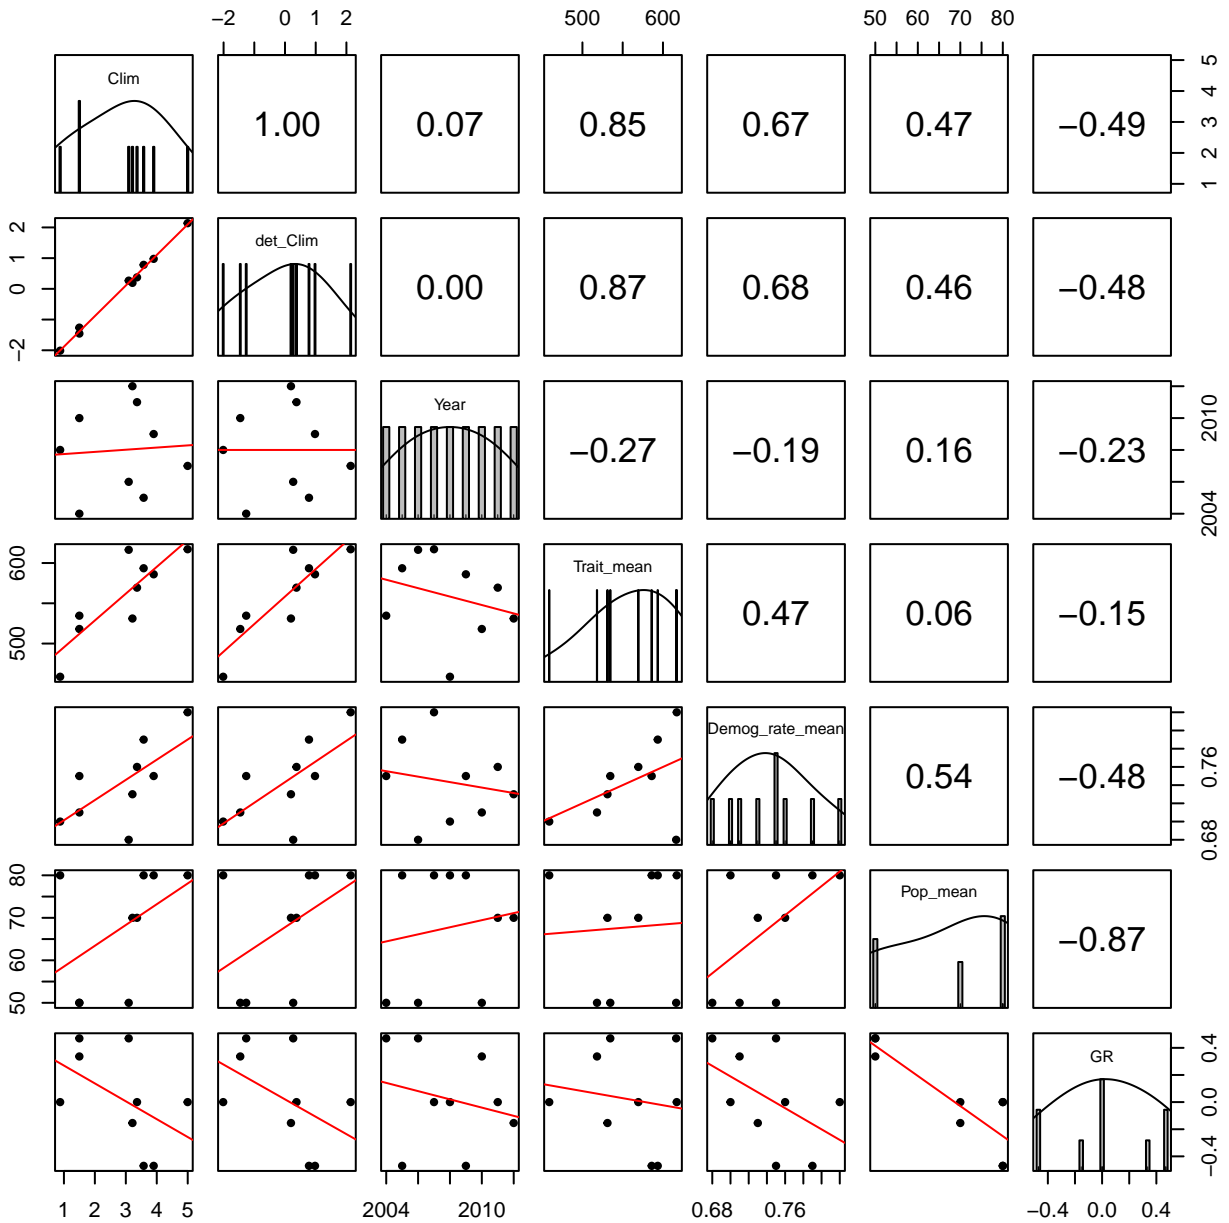 −2 0 1 2 500 600 50 60 70 80
Clim 1.00 0.07 0.85 0.67 0.47 −0.49
1 2 3 4 5
−2 0 1 2
det_Clim 0.00 0.87 0.68 0.46 −0.48
Year −0.27 −0.19 0.16 −0.23
2004 2010
500 600
Trait_mean 0.47 0.06 −0.15
Demog_rate_mean 0.54 −0.48
0.68 0.76
50 60 70 80
Pop_mean −0.87
GR
−0.4 0.0 0.4
1 2 3 4 5 2004 2010 0.68 0.76 −0.4 0.0 0.4